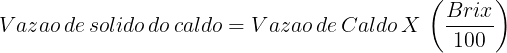 Vazao de solido do caldo = Vazao de Caldo X (Brix/100)